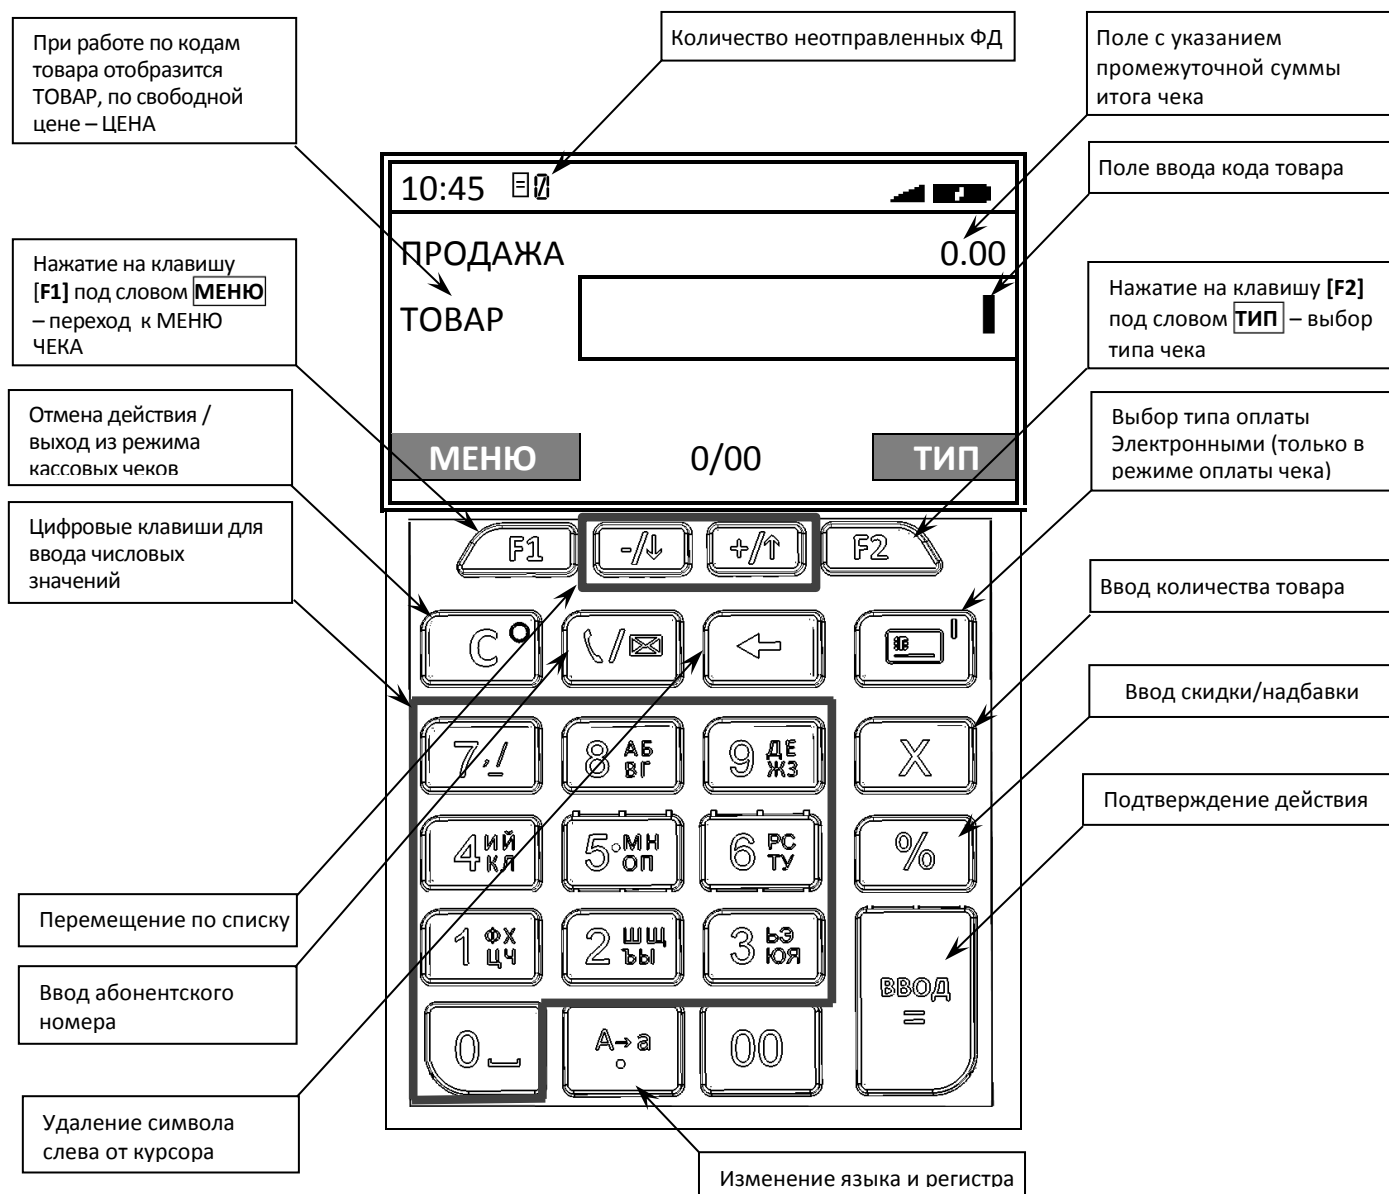 При работе по кодам
товара отобразится
ТОВАР, по свободной
цене – ЦЕНА
Количество неотправленных ФД
Поле с указанием
промежуточной суммы
итога чека
Поле ввода кода товара
10:45 0
ПРОДАЖА 0.00
ТОВАР
МЕНЮ 0/00 ТИП
Нажатие на клавишу
[F1] под словом МЕНЮ
– переход к МЕНЮ
ЧЕКА
Нажатие на клавишу [F2]
под словом ТИП – выбор
типа чека
Отмена действия /
выход из режима
кассовых чеков
Выбор типа оплаты
Электронными (только в
режиме оплаты чека)
Цифровые клавиши для
ввода числовых
значений
Ввод количества товара
Ввод скидки/надбавки
Подтверждение действия
F1 -/↓ +/↑ F2
C / ←
7 ,/_ 8 АБ ВГ 9 ДЕ ЖЗ X
4 ИЙ КЛ 5 МН ОП 6 РС ТУ %
1 ФХ ЦЧ 2 ШЩ ЪЫ 3 ЬЭ ЮЯ ВВОД =
0 A→a 00
Перемещение по списку
Ввод абонентского
номера
Удаление символа
слева от курсора
Изменение языка и регистра